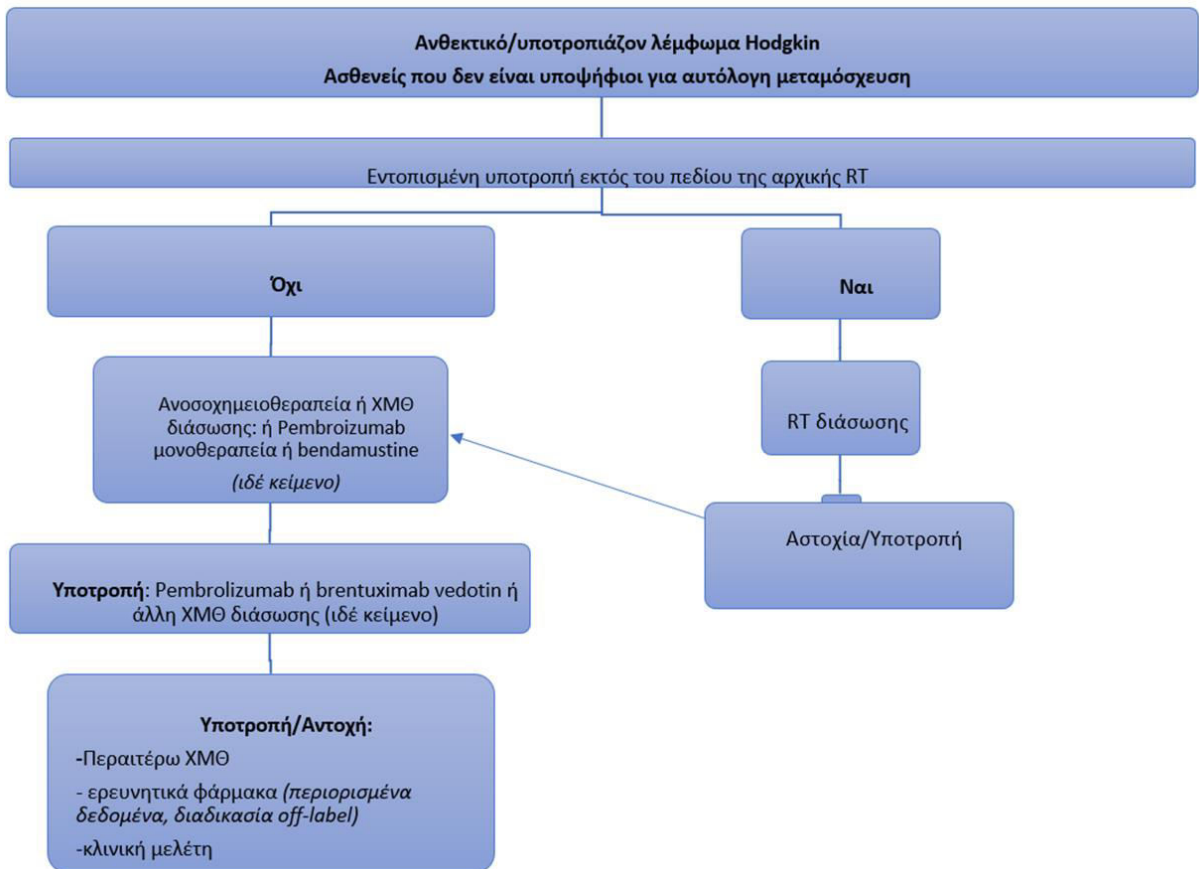 Ανθεκτικό/υποτροπιάζον λέμφωμα Hodgkin
Ασθενείς που δεν είναι υποψήφιοι για αυτόλογη μεταμόσχευση
Εντοπισμένη υποτροπή εκτός του πεδίου της αρχικής RT
Όχι
Ναι
Ανοσοχημειοθεραπεία ή ΧΜΘ
διάσωσης: ή Pembroizumab
μονοθεραπεία ή bendamustine
(ιδέ κείμενο)
RT διάσωσης
Αστοχία/Υποτροπή
Υποτροπή: Pembrolizumab ή brentuximab vedotin ή
άλλη ΧΜΘ διάσωσης (ιδέ κείμενο)
Υποτροπή/Αντοχή:
-Περαιτέρω ΧΜΘ
- ερευνητικά φάρμακα (περιορισμένα
δεδομένα, διαδικασία off-label)
-κλινική μελέτη